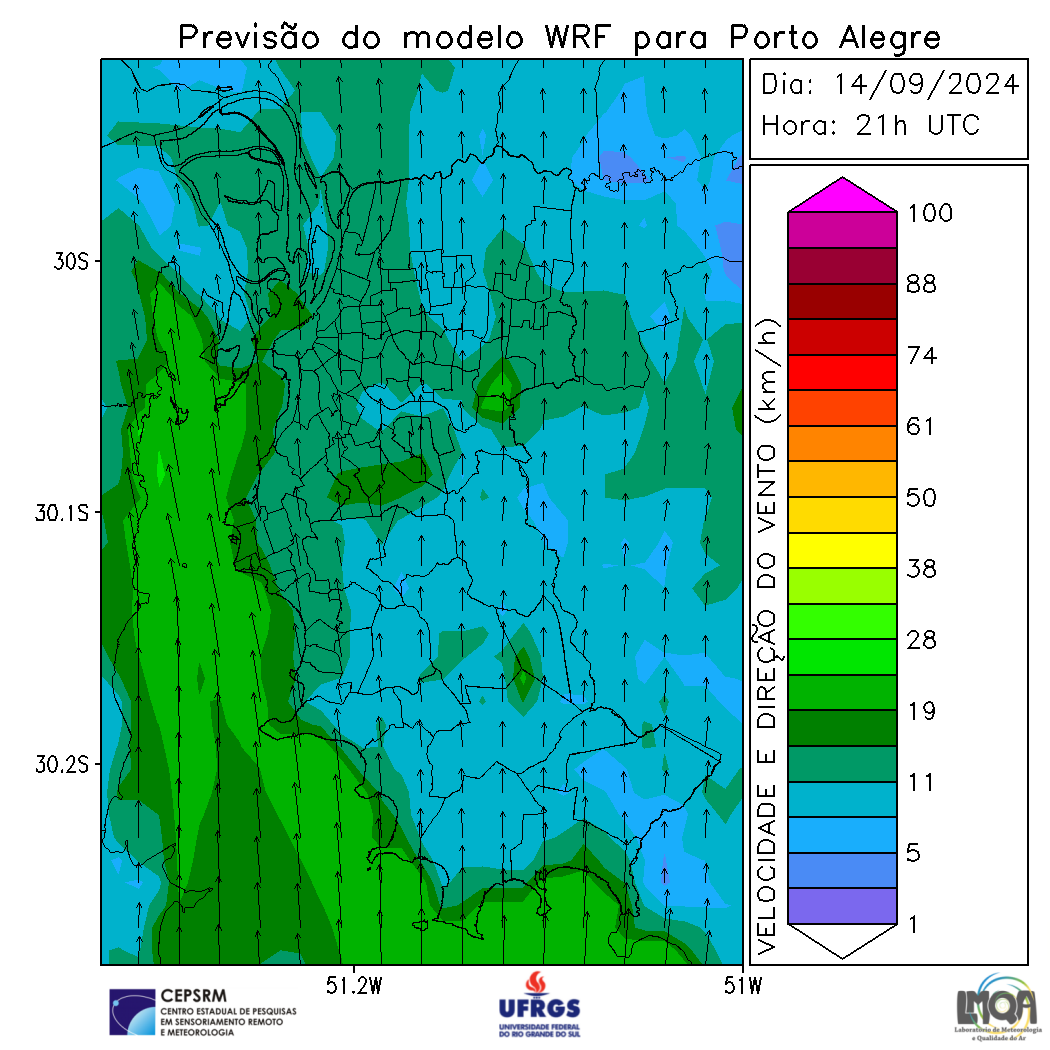 Previsão do modelo WRF para Porto Alegre
Dia: 14/09/2024
Hora: 21h UTC
30S
30.1S
30.2S
51.2W
51W
VELOCIDADE E DIREÇÃO DO VENTO (km/h)
100
88
74
61
50
38
28
19
11
5
1
CEPSRM
CENTRO ESTADUAL DE PESQUISAS
EM SENSORIAMENTO REMOTO
E METEOROLOGIA
UFRGS
UNIVERSIDADE FEDERAL
DO RIO GRANDE DO SUL
LMQA
Laboratório de Meteorologia
e Qualidade do Ar